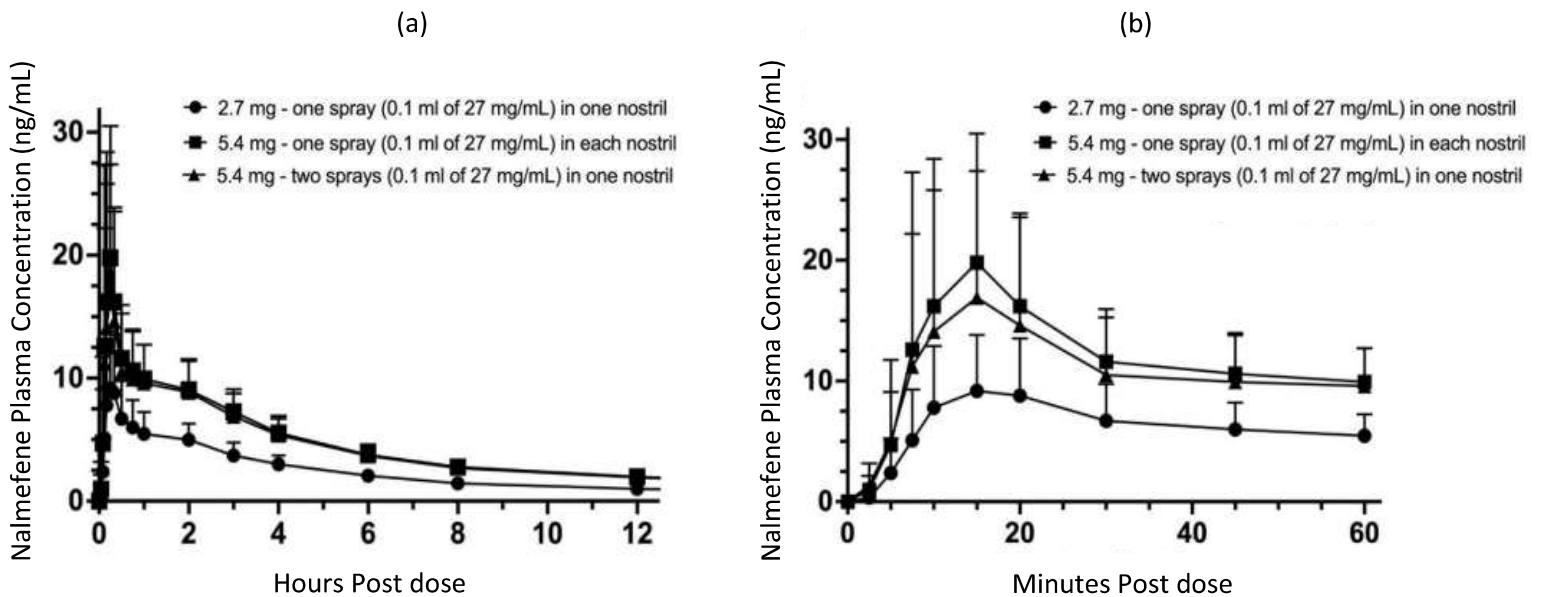 (a)
Nalmefene Plasma Concentration (ng/mL)
2.7 mg - one spray (0.1 ml of 27 mg/mL) in one nostril
5.4 mg - one spray (0.1 ml of 27 mg/mL) in each nostril
5.4 mg - two sprays (0.1 ml of 27 mg/mL) in one nostril
30
20
10
0
0 2 4 6 8 10 12
Hours Post dose
(b)
Nalmefene Plasma Concentration (ng/mL)
2.7 mg - one spray (0.1 ml of 27 mg/mL) in one nostril
5.4 mg - one spray (0.1 ml of 27 mg/mL) in each nostril
5.4 mg - two sprays (0.1 ml of 27 mg/mL) in one nostril
30
20
10
0
0 20 40 60
Minutes Post dose